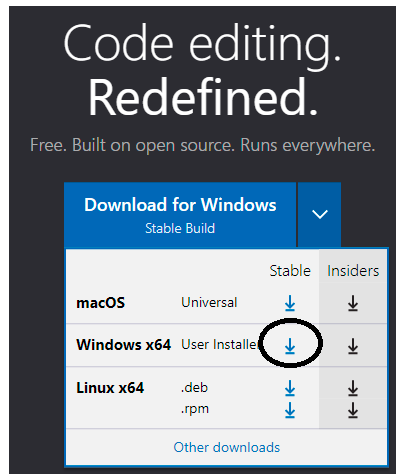 Code editing.
Redefined.
Free. Built on open source. Runs everywhere.
Download for Windows
Stable Build
Stable Insiders
macOS Universal
Windows x64 User Installer
Linux x64 .deb
.rpm
Other downloads